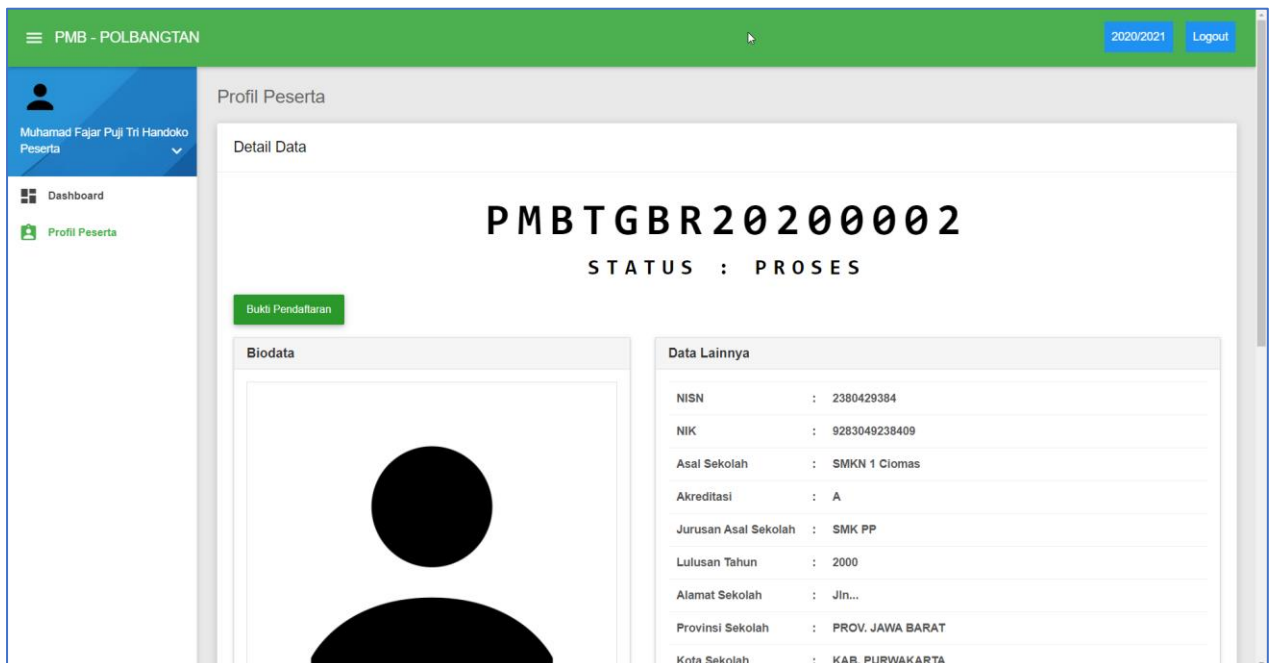 PMB - POLBANGTAN
2020/2021
Logout
Muhamad Fajar Puji Tri Handoko
Peserta
Dashboard
Profil Peserta
Profil Peserta
Detail Data
PMBTGBR20200002
STATUS : PROSES
Bukti Pendaftaran
Biodata
Data Lainnya
NISN : 2380429384
NIK : 9283049238409
Asal Sekolah : SMKN 1 Ciomas
Akreditasi : A
Jurusan Asal Sekolah : SMK PP
Lulusan Tahun : 2000
Alamat Sekolah : Jln...
Provinsi Sekolah : PROV. JAWA BARAT
Kota Sekolah : KAB. PURWAKARTA